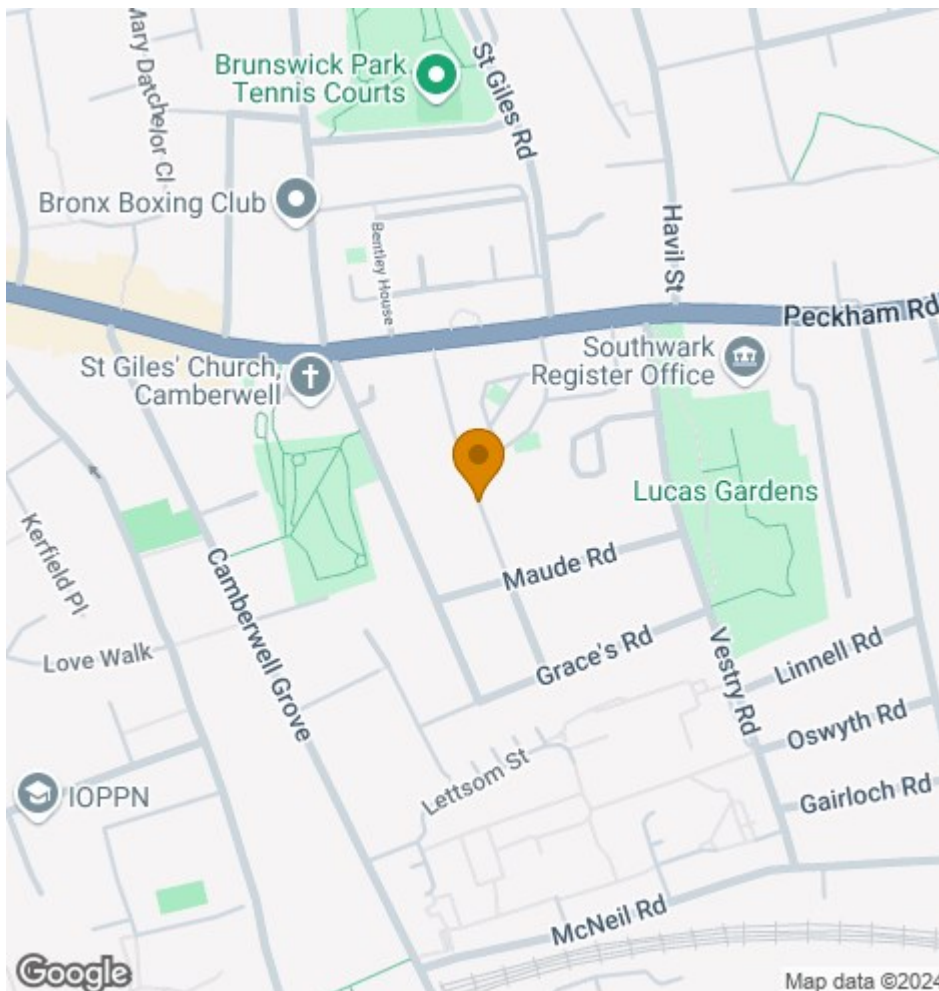 Mary Datchelor Cl
Brunswick Park
Tennis Courts
St Giles Rd
Bronx Boxing Club
Havil St
Bentley House
Peckham Rd
St Giles' Church,
Camberwell
Southwark
Register Office
Lucas Gardens
Kerfield Pl
Maude Rd
Camberwell Grove
Love Walk
Grace's Rd
Vestry Rd
Linnell Rd
Oswyth Rd
Lettsom St
IOPPN
Gairloch Rd
McNeil Rd
Google
Map data ©2024